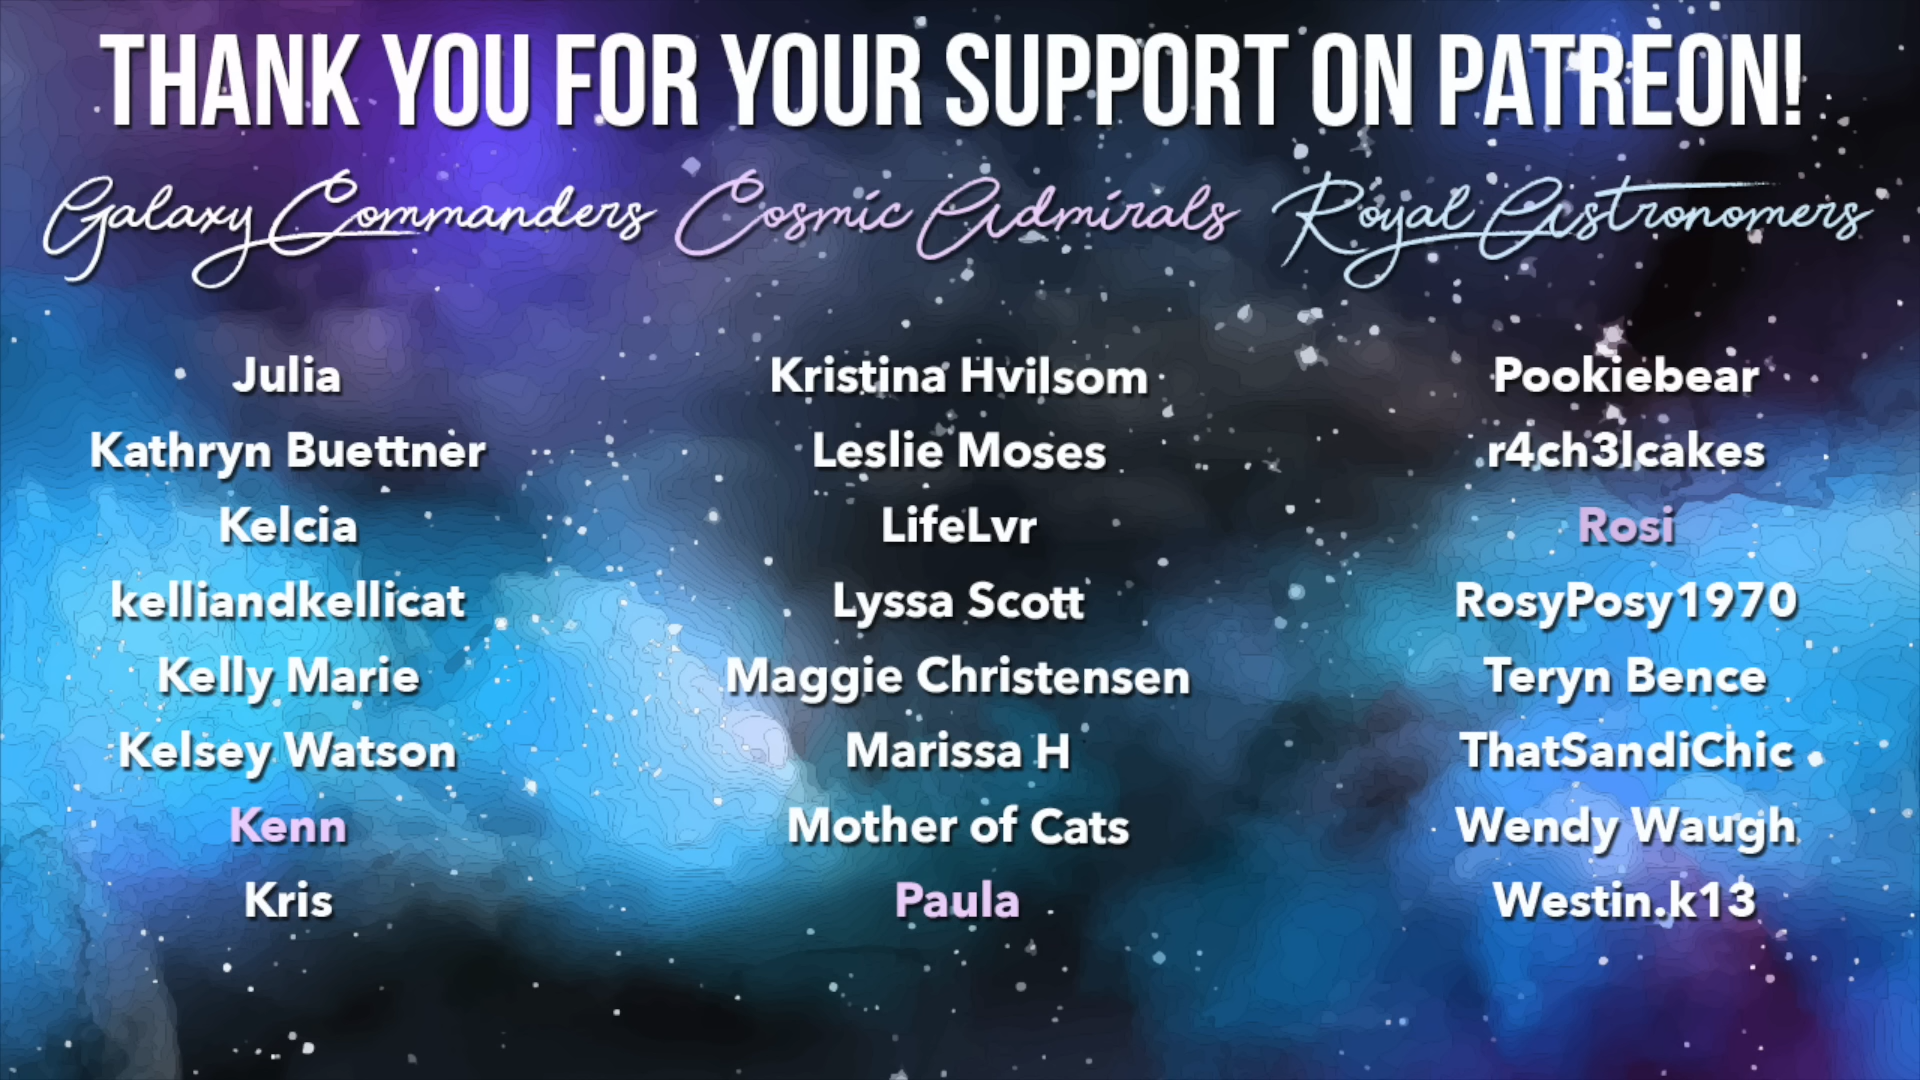 THANK YOU FOR YOUR SUPPORT ON PATREON!
Galaxy Commanders
Julia
Kathryn Buettner
Kelcia
kelliandkellicat
Kelly Marie
Kelsey Watson
Kenn
Kris
Cosmic Admirals
Kristina Hvilsom
Leslie Moses
LifeLvr
Lyssa Scott
Maggie Christensen
Marissa H
Mother of Cats
Paula
Royal Astronomers
Pookiebear
r4ch3lcakes
Rosi
RosyPosy1970
Teryn Bence
ThatSandiChic
Wendy Waugh
Westin.k13